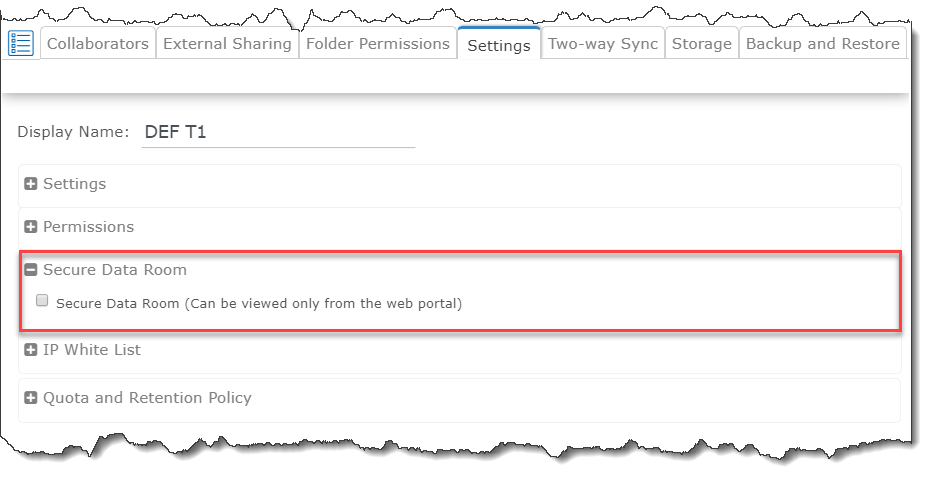 Collaborators External Sharing Folder Permissions Settings Two-way Sync Storage Backup and Restore
Display Name: DEF T1
Settings
Permissions
Secure Data Room
Secure Data Room (Can be viewed only from the web portal)
IP White List
Quota and Retention Policy